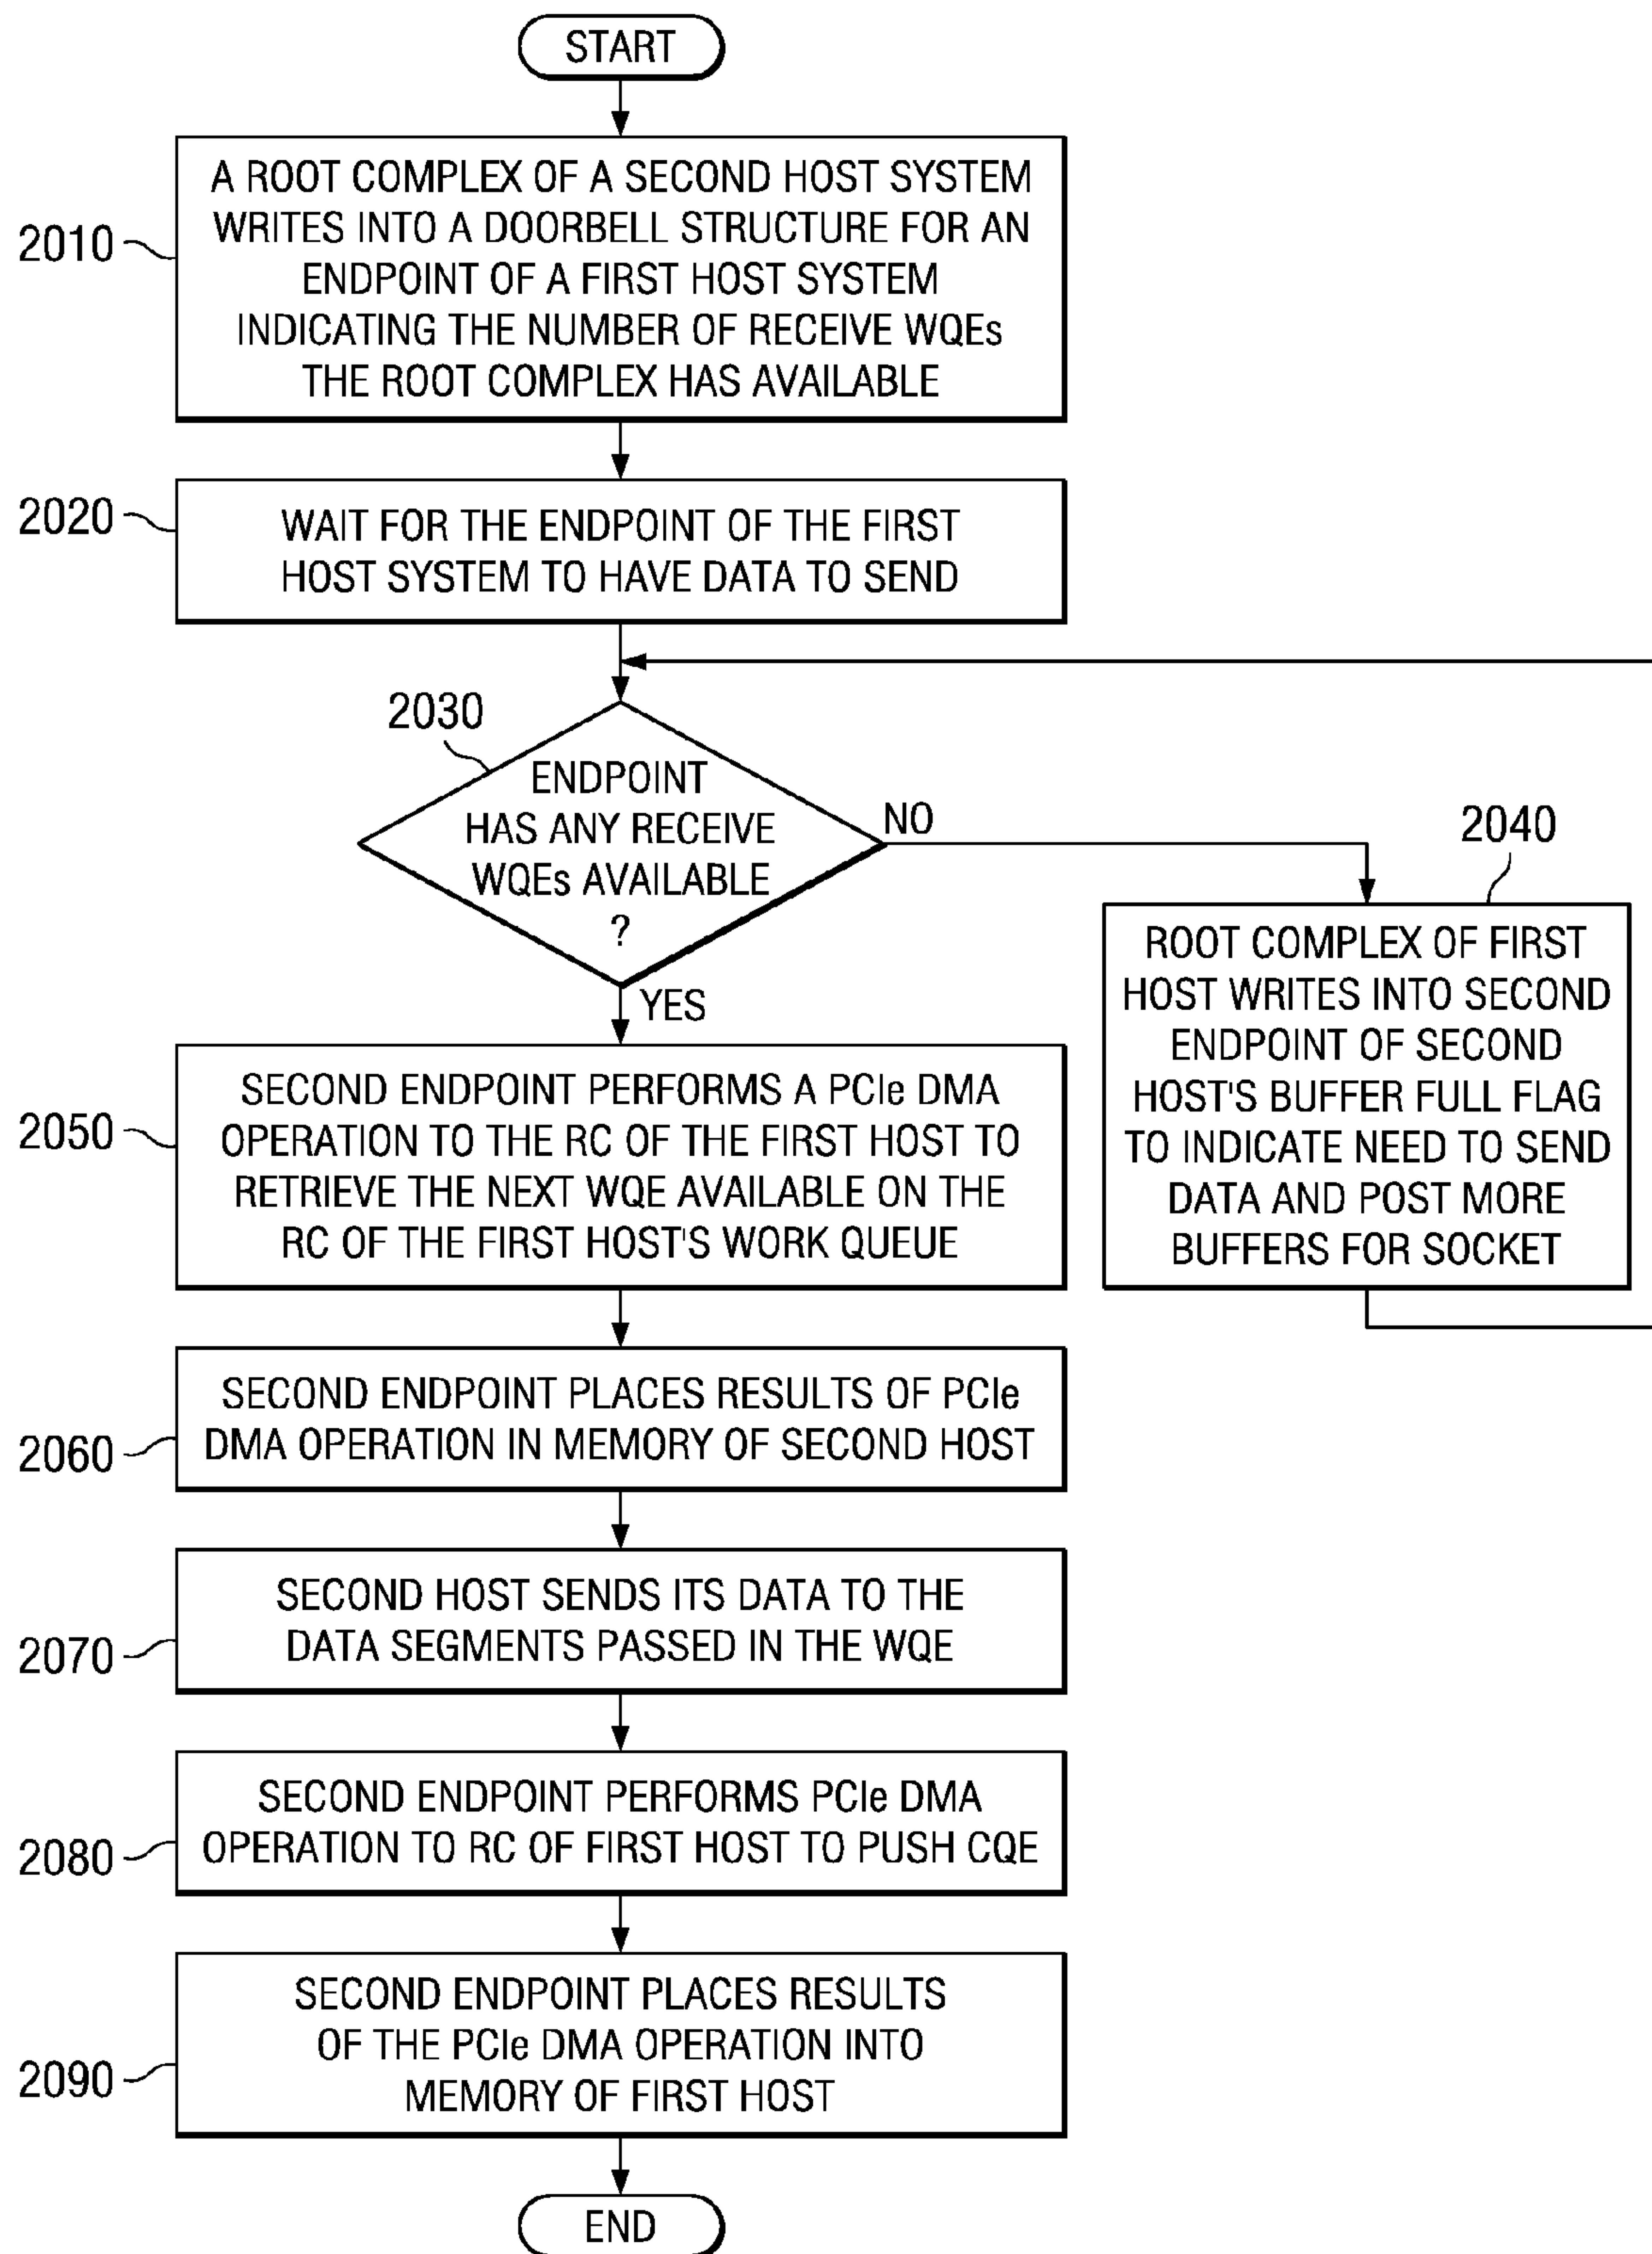 START
2010
A ROOT COMPLEX OF A SECOND HOST SYSTEM
WRITES INTO A DOORBELL STRUCTURE FOR AN
ENDPOINT OF A FIRST HOST SYSTEM
INDICATING THE NUMBER OF RECEIVE WQEs
THE ROOT COMPLEX HAS AVAILABLE
2020
WAIT FOR THE ENDPOINT OF THE FIRST
HOST SYSTEM TO HAVE DATA TO SEND
2030
ENDPOINT
HAS ANY RECEIVE
WQEs AVAILABLE
?
NO
YES
2040
ROOT COMPLEX OF FIRST
HOST WRITES INTO SECOND
ENDPOINT OF SECOND
HOST'S BUFFER FULL FLAG
TO INDICATE NEED TO SEND
DATA AND POST MORE
BUFFERS FOR SOCKET
2050
SECOND ENDPOINT PERFORMS A PCIe DMA
OPERATION TO THE RC OF THE FIRST HOST TO
RETRIEVE THE NEXT WQE AVAILABLE ON THE
RC OF THE FIRST HOST'S WORK QUEUE
2060
SECOND ENDPOINT PLACES RESULTS OF PCIe
DMA OPERATION IN MEMORY OF SECOND HOST
2070
SECOND HOST SENDS ITS DATA TO THE
DATA SEGMENTS PASSED IN THE WQE
2080
SECOND ENDPOINT PERFORMS PCIe DMA
OPERATION TO RC OF FIRST HOST TO PUSH CQE
2090
SECOND ENDPOINT PLACES RESULTS
OF THE PCIe DMA OPERATION INTO
MEMORY OF FIRST HOST
END